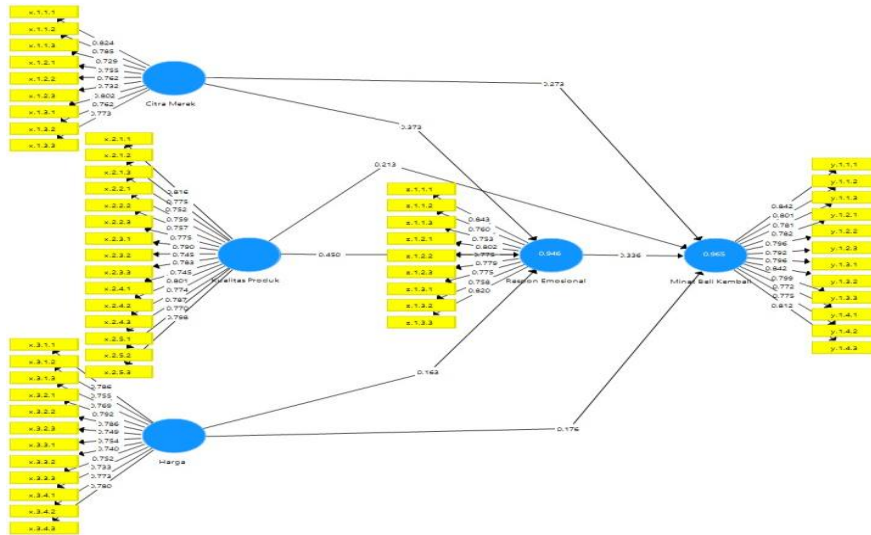 x.1.1.1
x.1.1.2
x.1.1.3
x.1.2.1
x.1.2.2
x.1.2.3
x.1.3.1
x.1.3.2
x.1.3.3
0.824
0.785
0.729
0.755
0.762
0.732
0.802
0.762
0.773
Citra Merek
x.2.1.1
x.2.1.2
x.2.1.3
x.2.2.1
x.2.2.2
x.2.2.3
x.2.3.1
x.2.3.2
x.2.3.3
x.2.4.1
x.2.4.2
x.2.4.3
x.2.5.1
x.2.5.2
x.2.5.3
0.816
0.775
0.752
0.759
0.757
0.775
0.790
0.745
0.783
0.745
0.801
0.774
0.787
0.770
Kualitas Produk
x.3.1.1
x.3.1.2
x.3.1.3
x.3.2.1
x.3.2.2
x.3.2.3
x.3.3.1
x.3.3.2
x.3.3.3
x.3.4.1
x.3.4.2
x.3.4.3
0.786
0.755
0.769
0.792
0.786
0.749
0.754
0.740
0.752
0.733
0.773
0.780
Harga
0.273
0.373
0.213
0.450
0.163
0.176
z.1.1.1
z.1.1.2
z.1.1.3
z.1.2.1
z.1.2.2
z.1.2.3
z.1.3.1
z.1.3.2
z.1.3.3
0.843
0.760
0.753
0.802
0.775
0.779
0.775
0.758
0.820
0.946
Respon Emosional
0.336
0.965
Minat Beli Kembali
0.842
0.801
0.781
0.782
0.796
0.792
0.796
0.842
0.799
0.772
0.775
0.812
y.1.1.1
y.1.1.2
y.1.1.3
y.1.2.1
y.1.2.2
y.1.2.3
y.1.3.1
y.1.3.2
y.1.3.3
y.1.4.1
y.1.4.2
y.1.4.3